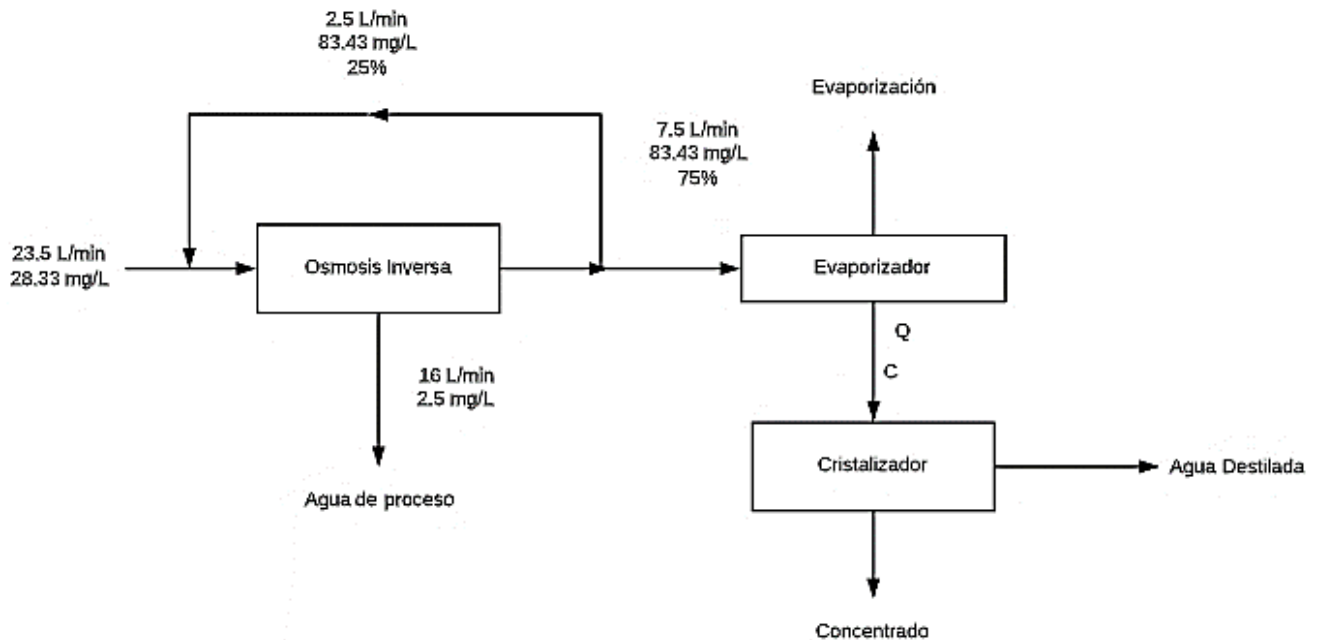 2.5 L/min
83.43 mg/L
25%
Evaporización
7.5 L/min
83.43 mg/L
75%
23.5 L/min
28.33 mg/L
Osmosis Inversa
Evaporizador
Q
C
16 L/min
2.5 mg/L
Cristalizador
Agua Destilada
Agua de proceso
Concentrado